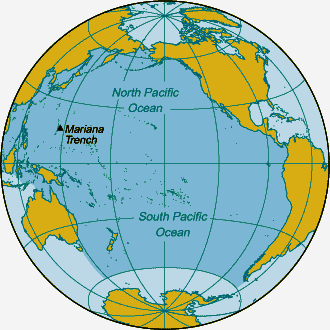 North Pacific
Ocean
Mariana
Trench
South Pacific
Ocean